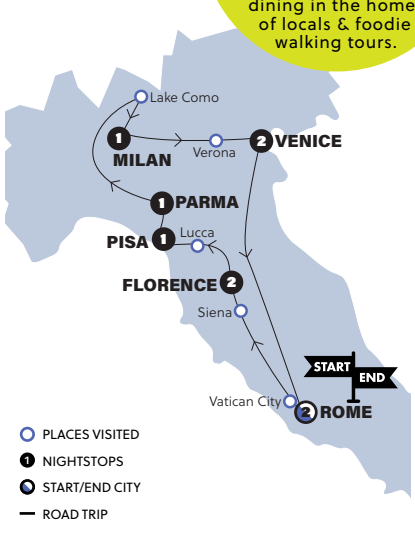 dining in the home
of locals & foodie
walking tours.
Lake Como
1
MILAN
Verona
2 VENICE
1 PARMA
PISA 1
Lucca
FLORENCE 2
Siena
START
END
Vatican City
2 ROME
PLACES VISITED
1 NIGHTSTOPS
START/END CITY
ROAD TRIP